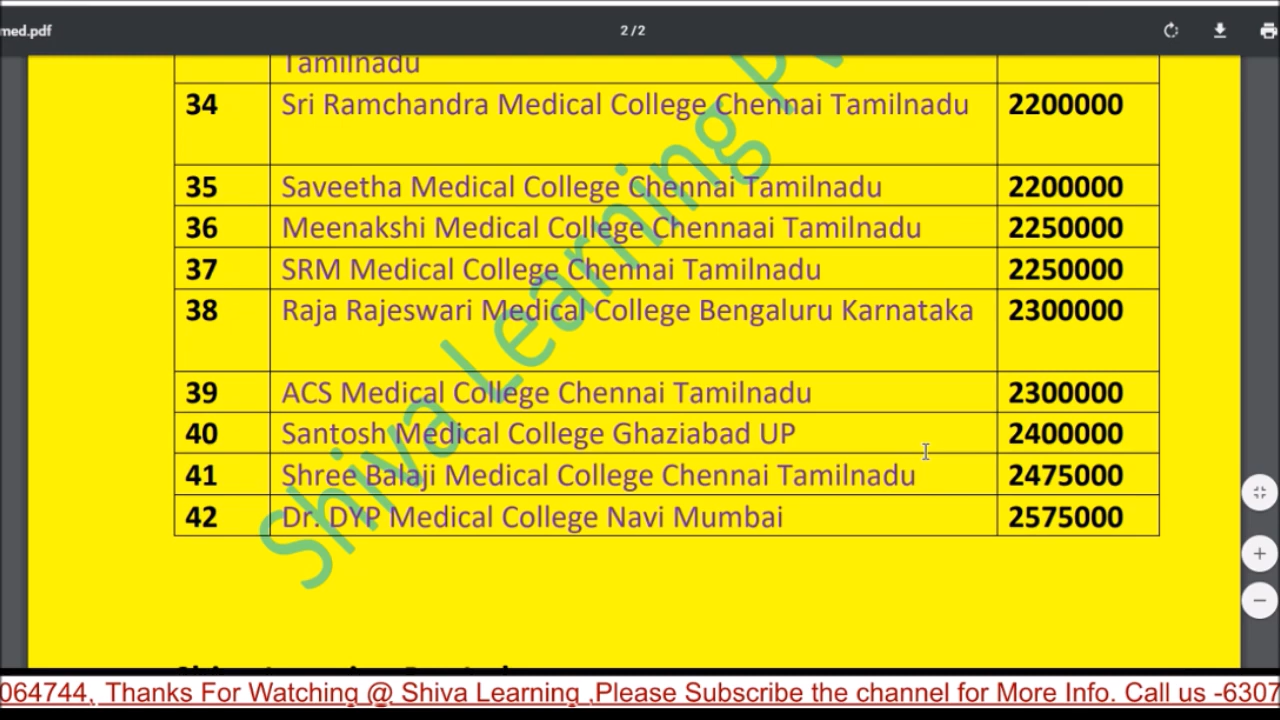 med.pdf 2/2
Tamilnadu
34 Sri Ramchandra Medical College Chennai Tamilnadu 2200000
35 Saveetha Medical College Chennai Tamilnadu 2200000
36 Meenakshi Medical College Chennaai Tamilnadu 2250000
37 SRM Medical College Chennai Tamilnadu 2250000
38 Raja Rajeswari Medical College Bengaluru Karnataka 2300000
39 ACS Medical College Chennai Tamilnadu 2300000
40 Santosh Medical College Ghaziabad UP 2400000
41 Shree Balaji Medical College Chennai Tamilnadu 2475000
42 Dr. DYP Medical College Navi Mumbai 2575000
Shiva Learning
064744, Thanks For Watching @ Shiva Learning ,Please Subscribe the channel for More Info. Call us -6307